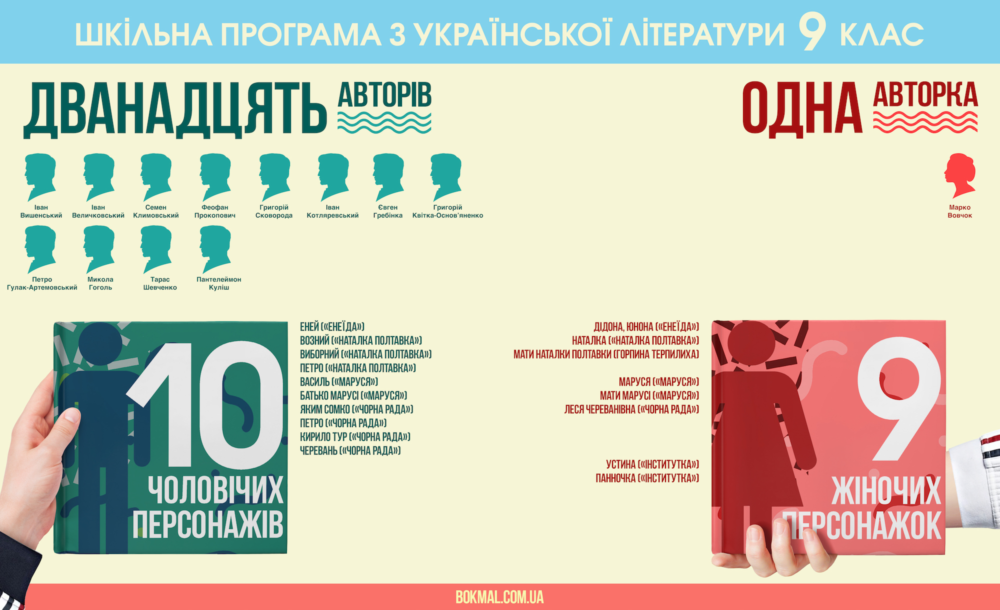 ШКІЛЬНА ПРОГРАМА З УКРАЇНСЬКОЇ ЛІТЕРАТУРИ 9 КЛАС
ДВАНАДЦЯТЬ АВТОРІВ
ОДНА АВТОРКА
Іван
Вишенський
Іван
Величковський
Семен
Климовський
Феофан
Прокопович
Григорій
Сковорода
Іван
Котляревський
Євген
Гребінка
Григорій
Квітка-Основ’яненко
Марко
Вовчок
Петро
Гулак-Артемовський
Микола
Гоголь
Тарас
Шевченко
Пантелеймон
Куліш
10
ЧОЛОВІЧИХ
ПЕРСОНАЖІВ
ЕНЕЙ («ЕНЕЇДА»)
ВОЗНИЙ («НАТАЛКА ПОЛТАВКА»)
ВИБОРНИЙ («НАТАЛКА ПОЛТАВКА»)
ПЕТРО («НАТАЛКА ПОЛТАВКА»)
ВАСИЛЬ («МАРУСЯ»)
БАТЬКО МАРУСІ («МАРУСЯ»)
ЯКИМ СОМКО («ЧОРНА РАДА»)
ПЕТРО («ЧОРНА РАДА»)
КИРИЛО ТУР («ЧОРНА РАДА»)
ЧЕРЕВАНЬ («ЧОРНА РАДА»)
ДІДОНА, ЮНОНА («ЕНЕЇДА»)
НАТАЛКА («НАТАЛКА ПОЛТАВКА»)
МАТИ НАТАЛКИ ПОЛТАВКИ (ГОРПИНА ТЕРПИЛИХА)
МАРУСЯ («МАРУСЯ»)
МАТИ МАРУСІ («МАРУСЯ»)
ЛЕСЯ ЧЕРЕВАНІВНА («ЧОРНА РАДА»)
УСТИНА («ІНСТИТУТКА»)
ПАННОЧКА («ІНСТИТУТКА»)
9
ЖІНОЧИХ
ПЕРСОНАЖОК
BOKMAL.COM.UA